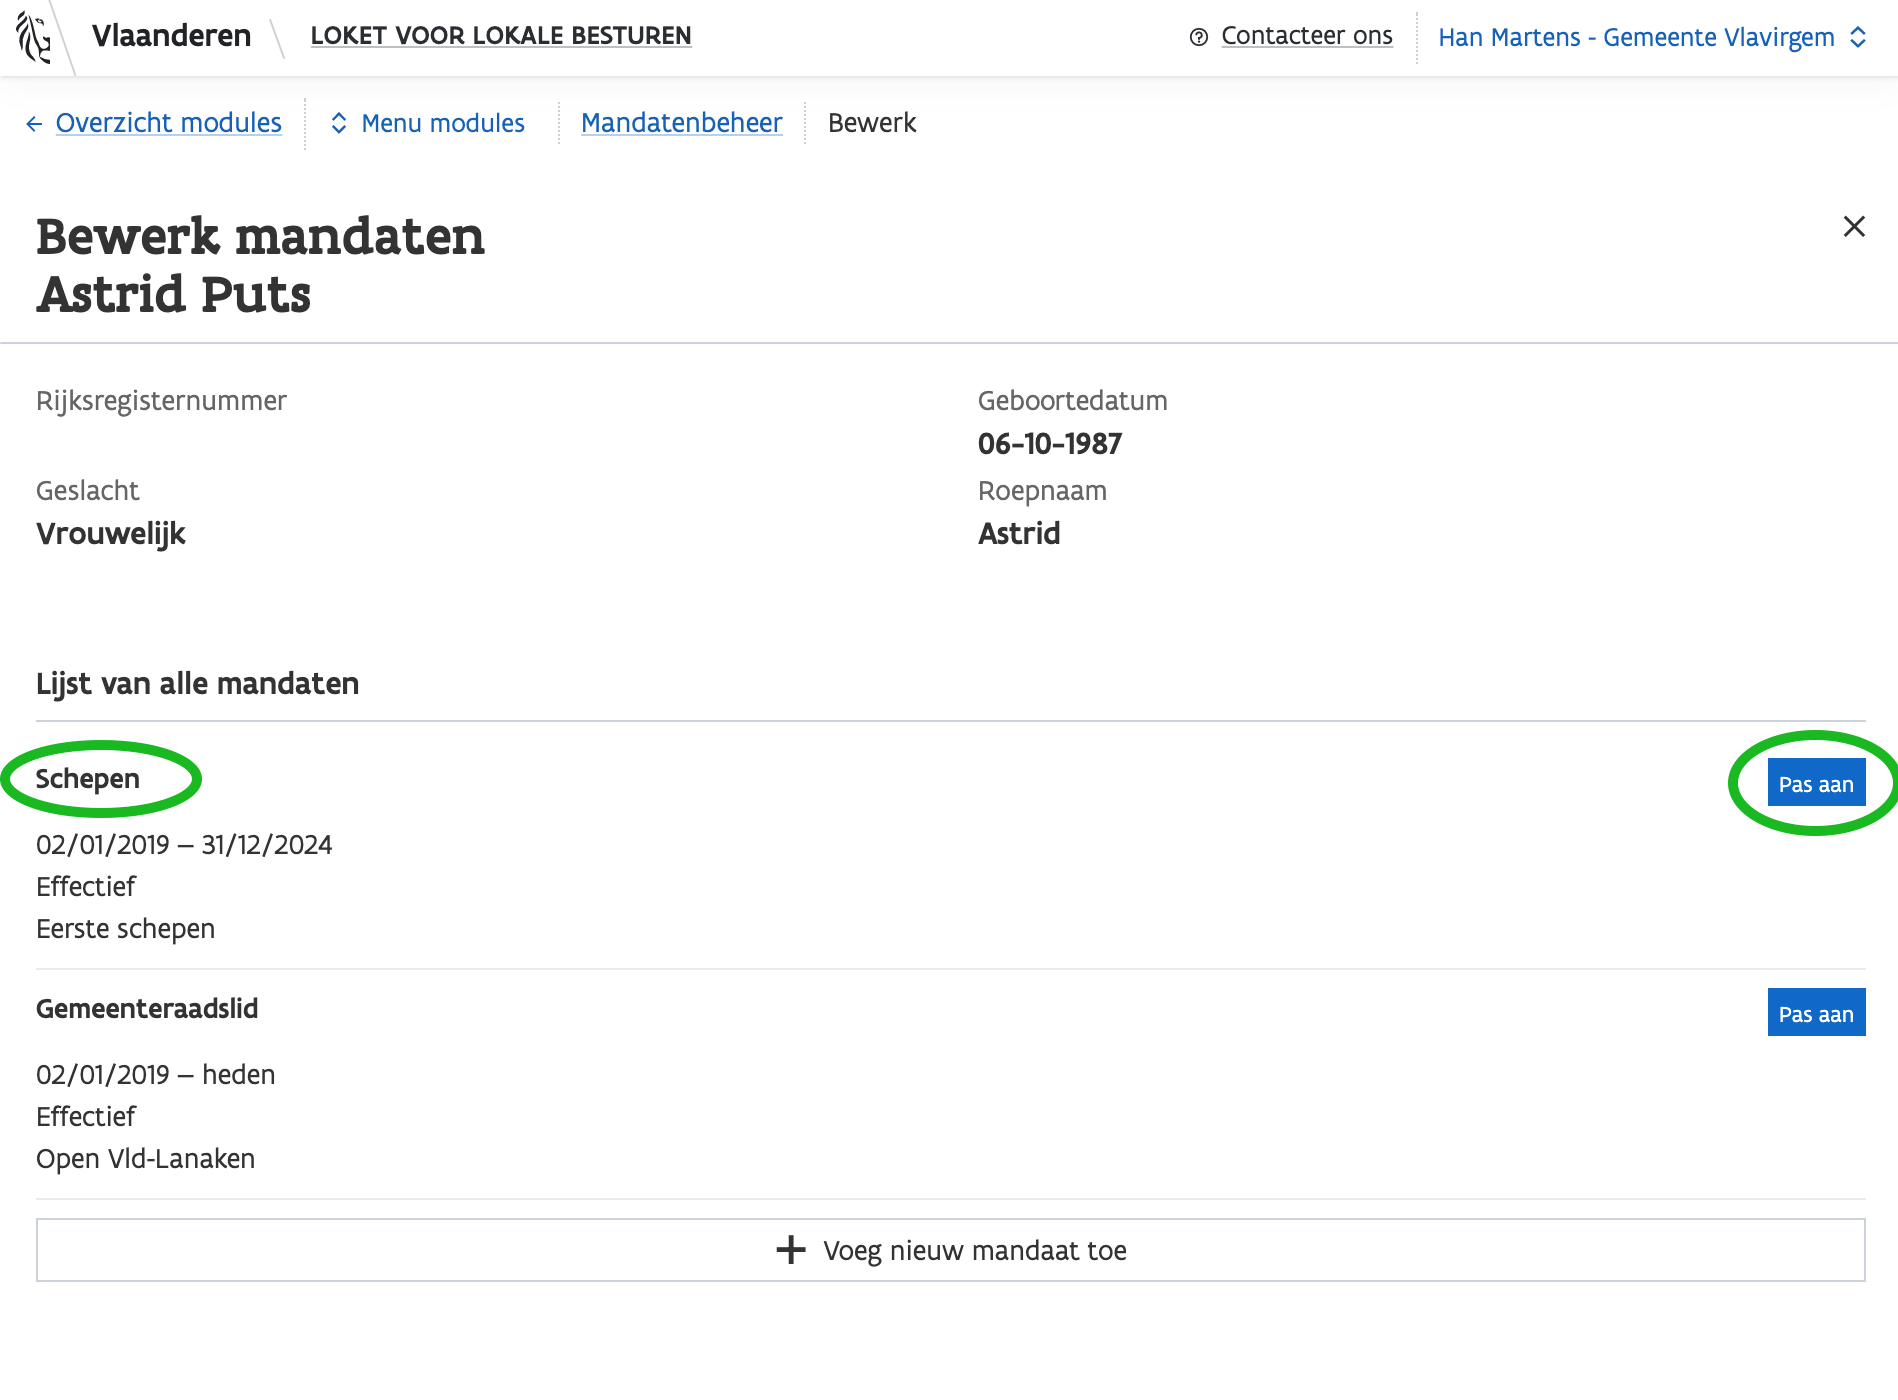 Vlaanderen LOKET VOOR LOKALE BESTUREN Contacteer ons Han Martens - Gemeente Vlavirgem
Overzicht modules Menu modules Mandatenbeheer Bewerk
Bewerk mandaten
Astrid Puts
Rijksregisternummer Geboortedatum
06-10-1987
Geslacht Roepnaam
Vrouwelijk Astrid
Lijst van alle mandaten
Schepen Pas aan
02/01/2019 – 31/12/2024
Effectief
Eerste schepen
Gemeenteraadslid Pas aan
02/01/2019 – heden
Effectief
Open Vld-Lanaken
Voeg nieuw mandaat toe